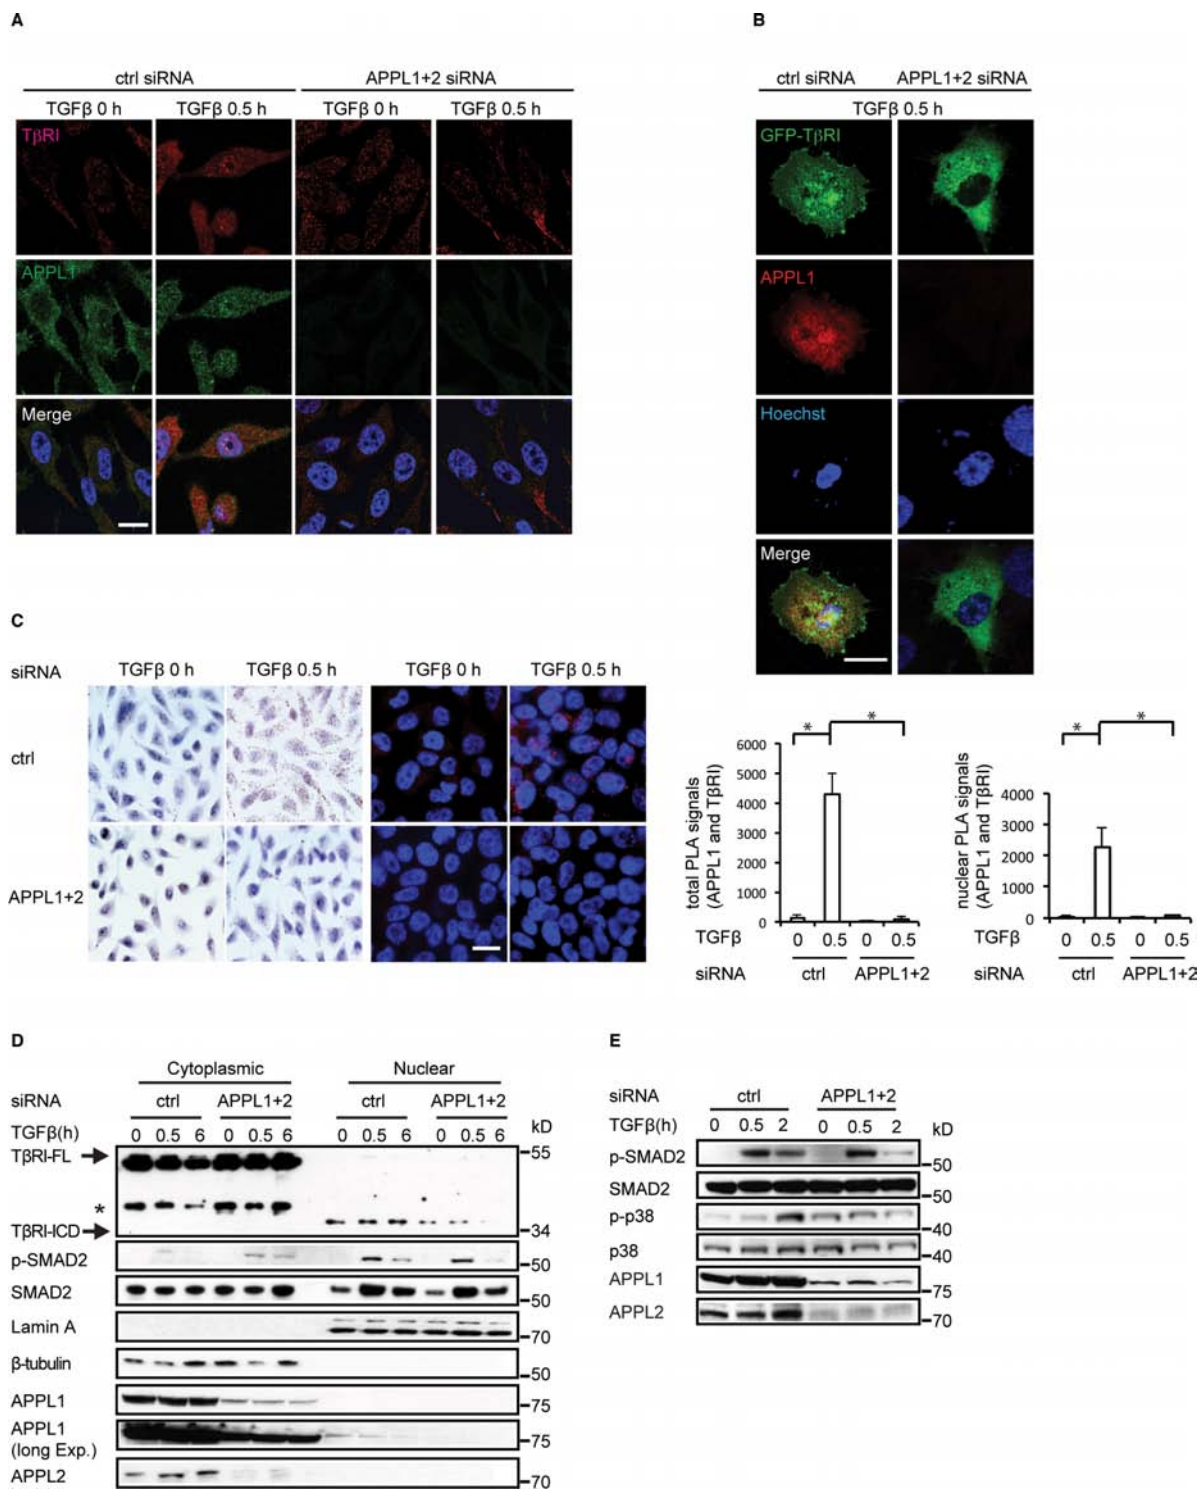 A
ctrl siRNA APPL1+2 siRNA
TGFβ 0 h TGFβ 0.5 h TGFβ 0 h TGFβ 0.5 h
TβRI
APPL1
Merge
B
ctrl siRNA APPL1+2 siRNA
TGFβ 0.5 h
GFP-TβRI
APPL1
Hoechst
Merge
C
siRNA TGFβ 0 h TGFβ 0.5 h TGFβ 0 h TGFβ 0.5 h
ctrl
APPL1+2
* *
total PLA signals
(APPL1 and TβRI)
6000
5000
4000
3000
2000
1000
0
TGFβ 0 0.5 0 0.5
siRNA ctrl APPL1+2
* *
nuclear PLA signals
(APPL1 and TβRI)
4000
3000
2000
1000
0
TGFβ 0 0.5 0 0.5
siRNA ctrl APPL1+2
D
Cytoplasmic Nuclear
siRNA ctrl APPL1+2 ctrl APPL1+2
TGFβ(h) 0 0.5 6 0 0.5 6 0 0.5 6 0 0.5 6 kD
TβRI-FL 55
*
TβRI-ICD 34
p-SMAD2 50
SMAD2 50
Lamin A 70
β-tubulin 50
APPL1 75
APPL1
(long Exp.) 75
APPL2 70
E
siRNA ctrl APPL1+2
TGFβ(h) 0 0.5 2 0 0.5 2 kD
p-SMAD2 50
SMAD2 50
p-p38 40
p38 40
APPL1 75
APPL2 70